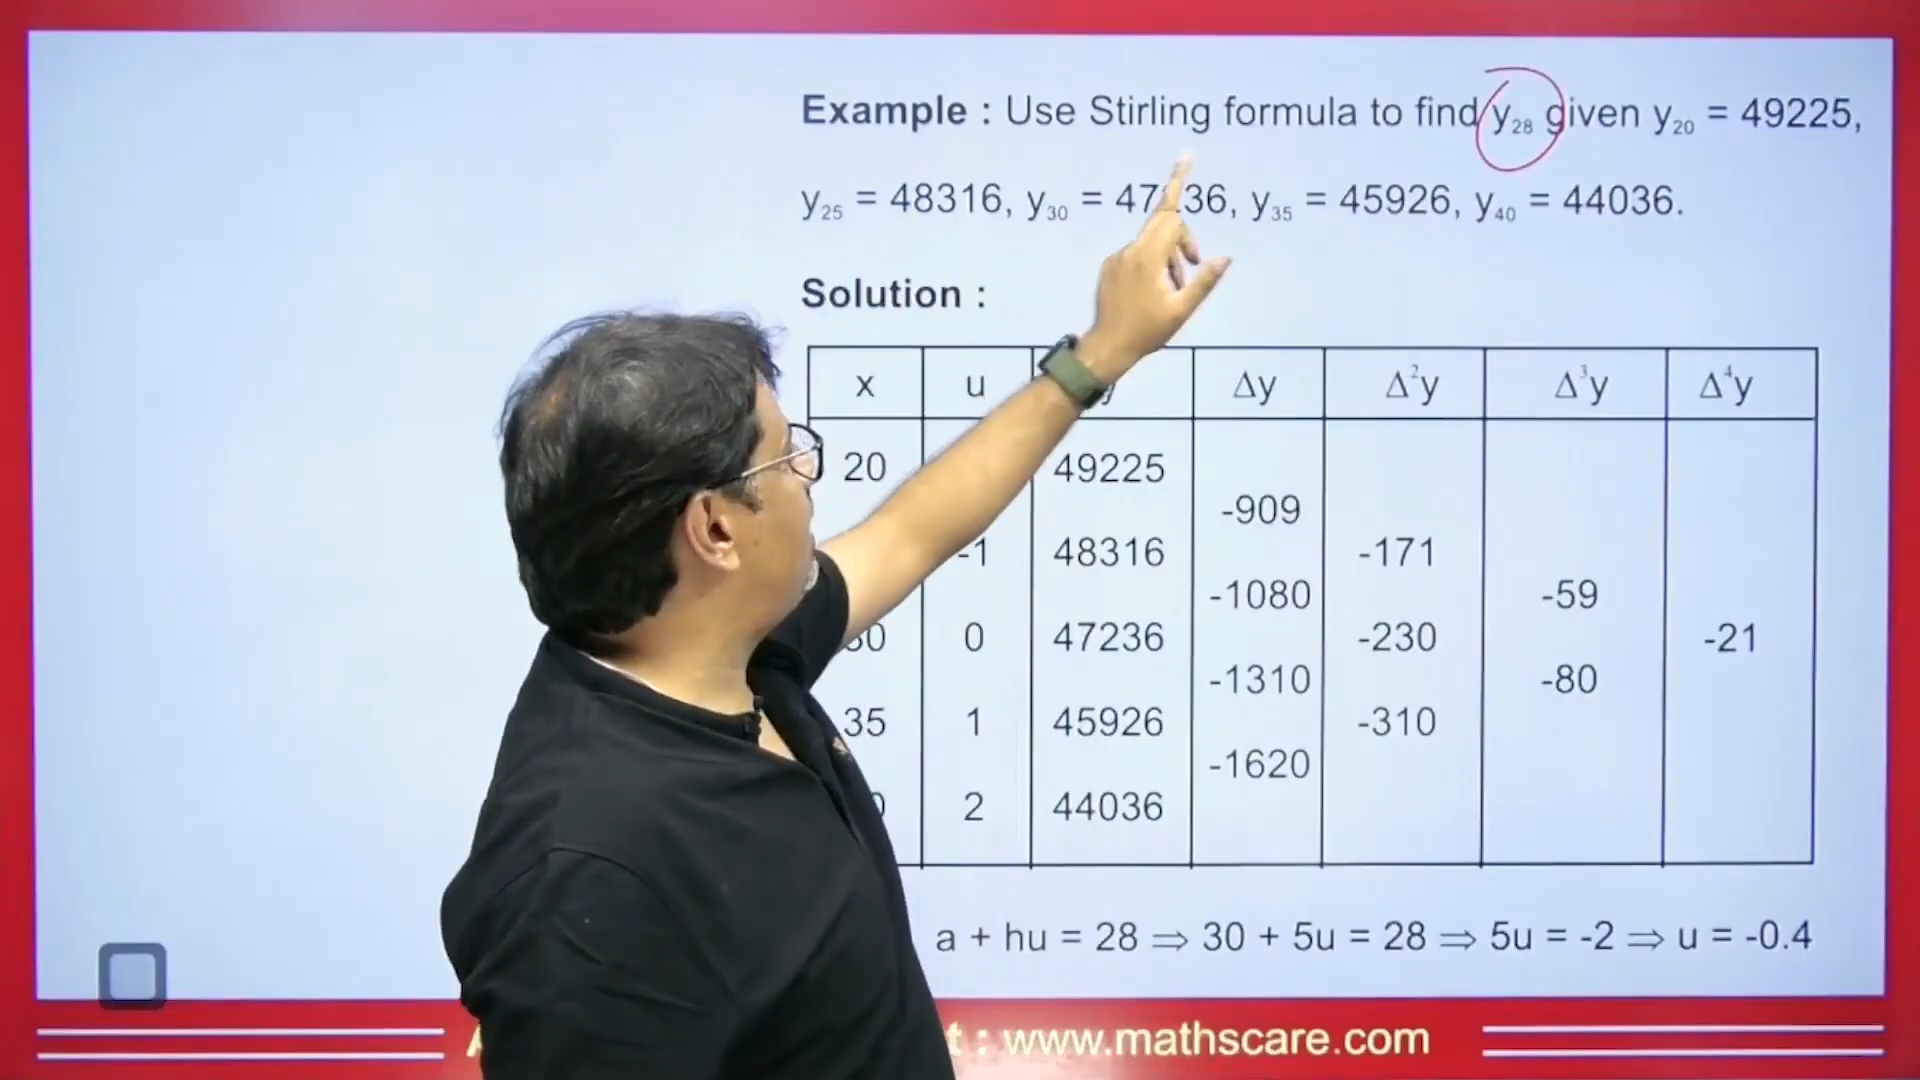 Example : Use Stirling formula to find y₂₈ given y₂₀ = 49225,
y₂₅ = 48316, y₃₀ = 47236, y₃₅ = 45926, y₄₀ = 44036.
Solution :
x u Δy Δ²y Δ³y Δ⁴y
20 49225
-909
-1 48316 -171
-1080 -59
0 47236 -230 -21
-1310 -80
35 1 45926 -310
-1620
2 44036
a + hu = 28 ⇒ 30 + 5u = 28 ⇒ 5u = -2 ⇒ u = -0.4
: www.mathscare.com